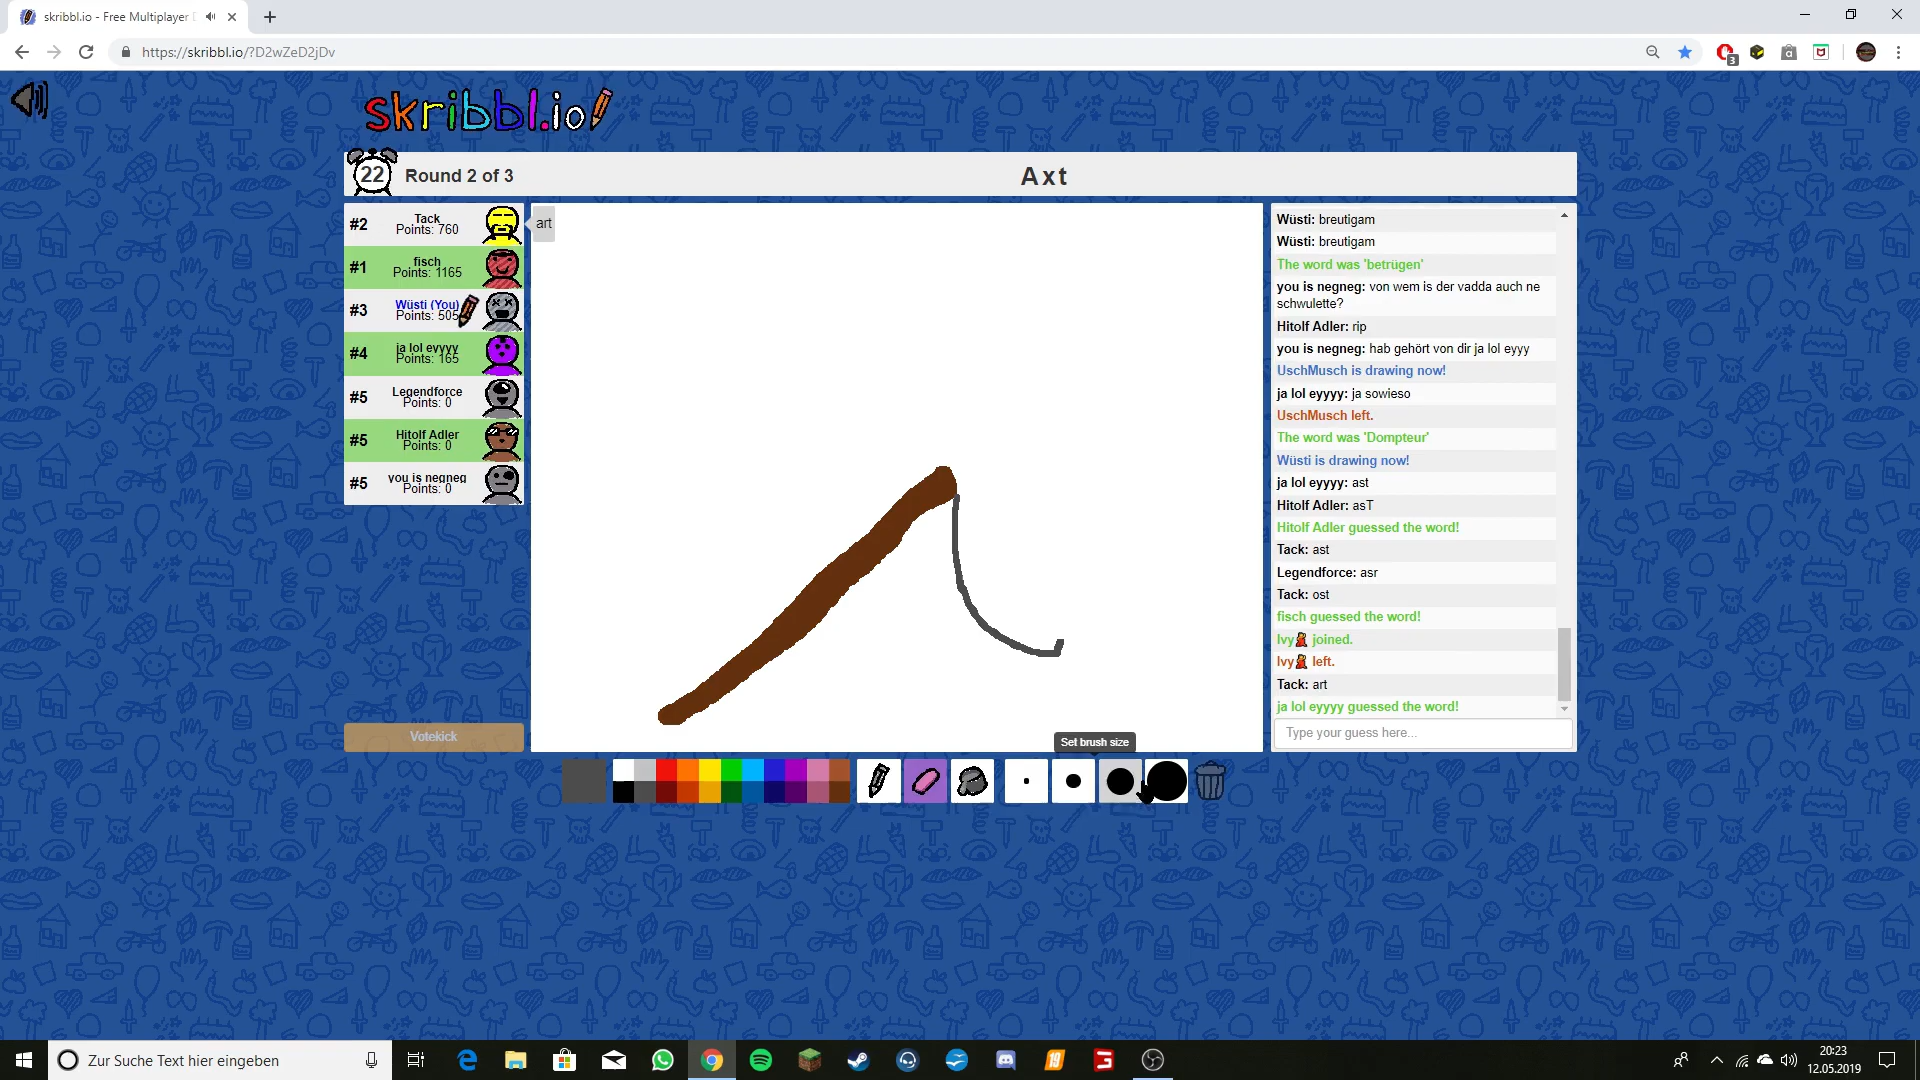 skribbl.io - Free Multiplayer D
https://skribbl.io/?D2wZeD2jDv
3
skribbl.io
22
Round 2 of 3
Axt
#2
Tack
Points: 760
art
#1
fisch
Points: 1165
#3
Wüsti (You)
Points: 505
#4
ja lol eyyyy
Points: 165
#5
Legendforce
Points: 0
#5
Hitolf Adler
Points: 0
#5
you is negneg
Points: 0
Votekick
Wüsti: breutigam
Wüsti: breutigam
The word was 'betrügen'
you is negneg: von wem is der vadda auch ne
schwulette?
Hitolf Adler: rip
you is negneg: hab gehört von dir ja lol eyyy
UschMusch is drawing now!
ja lol eyyyy: ja sowieso
UschMusch left.
The word was 'Dompteur'
Wüsti is drawing now!
ja lol eyyyy: ast
Hitolf Adler: asT
Hitolf Adler guessed the word!
Tack: ast
Legendforce: asr
Tack: ost
fisch guessed the word!
Ivy💃 joined.
Ivy💃 left.
Tack: art
ja lol eyyyy guessed the word!
Type your guess here...
Set brush size
Zur Suche Text hier eingeben
19
20:23
12.05.2019